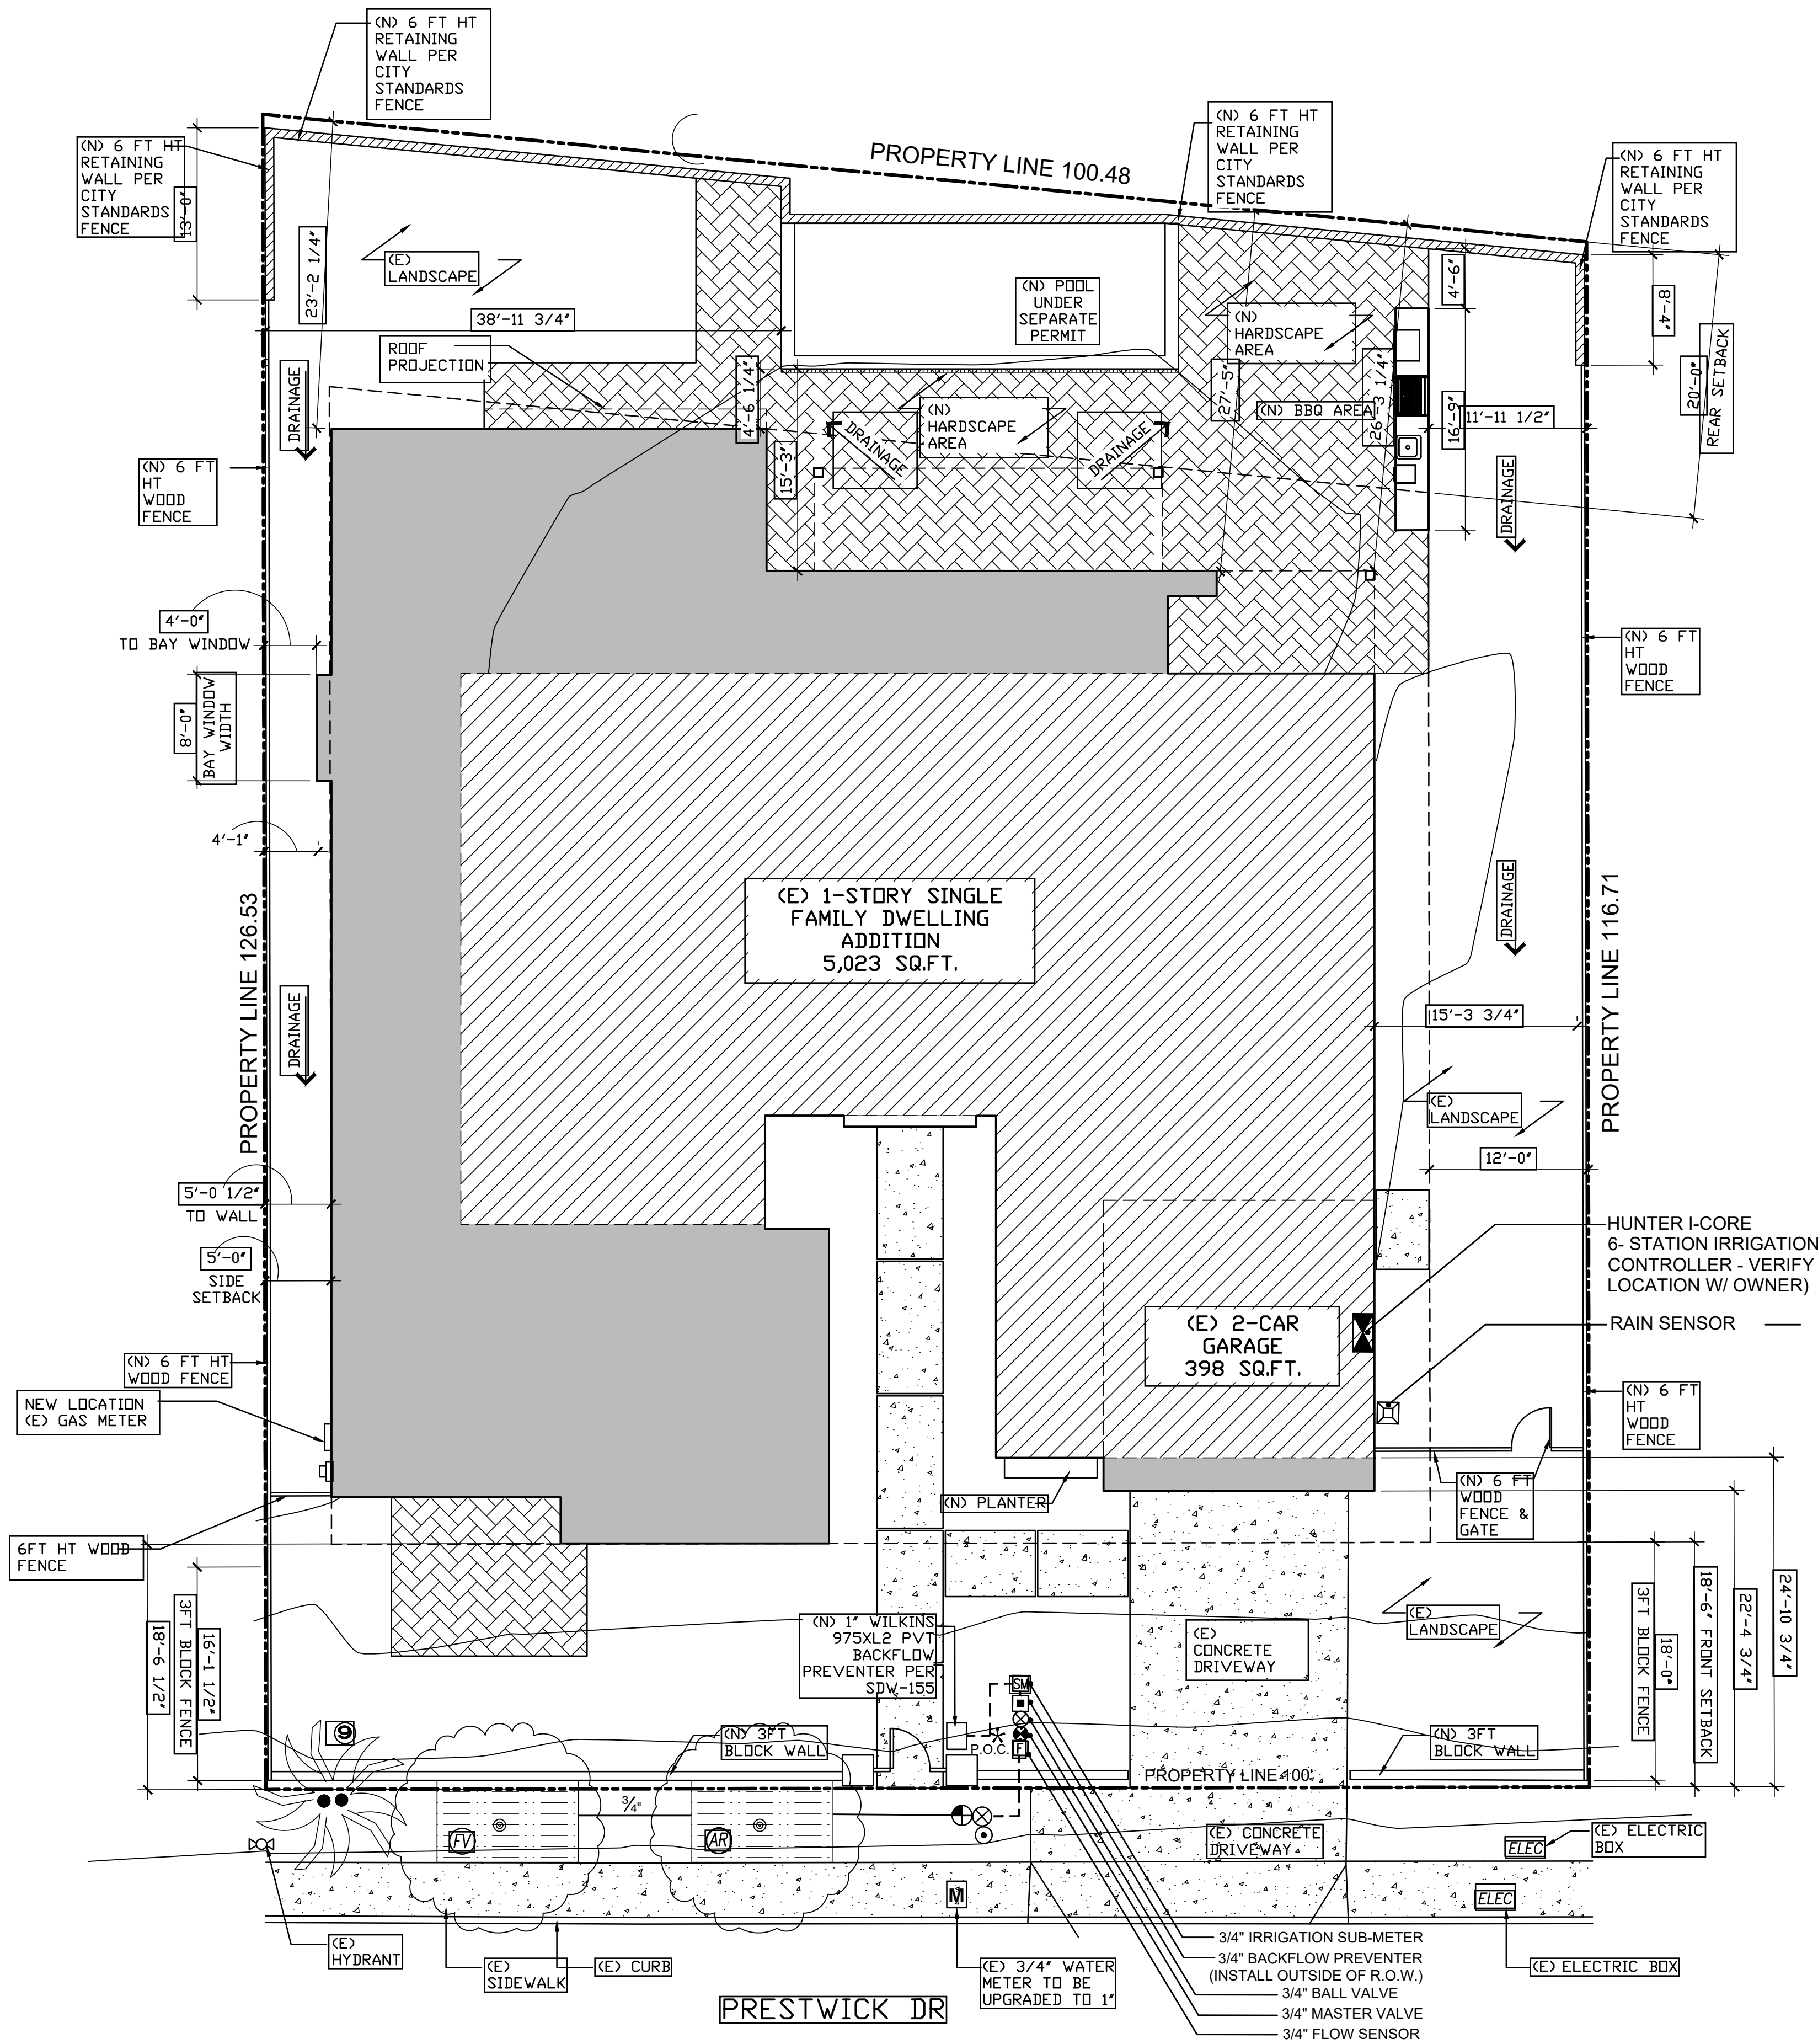 (N) 6 FT HT
RETAINING
WALL PER
CITY
STANDARDS
FENCE
(N) 6 FT HT
RETAINING
WALL PER
CITY
STANDARDS
FENCE
13'-0"
23'-2 1/4"
(E)
LANDSCAPE
38'-11 3/4"
ROOF
PROJECTION
PROPERTY LINE 100.48
(N) 6 FT HT
RETAINING
WALL PER
CITY
STANDARDS
FENCE
(N) 6 FT HT
RETAINING
WALL PER
CITY
STANDARDS
FENCE
(N) POOL
UNDER
SEPARATE
PERMIT
(N)
HARDSCAPE
AREA
4'-6"
8'-4"
20'-0"
REAR SETBACK
DRAINAGE
4'-6 1/4"
15'-3"
DRAINAGE
(N)
HARDSCAPE
AREA
DRAINAGE
27'-5"
(N) BBQ AREA
26'-3 1/4"
16'-9"
11'-11 1/2"
DRAINAGE
(N) 6 FT
HT
WOOD
FENCE
4'-0"
TO BAY WINDOW
8'-0"
BAY WINDOW
WIDTH
4'-1"
(N) 6 FT
HT
WOOD
FENCE
(E) 1-STORY SINGLE
FAMILY DWELLING
ADDITION
5,023 SQ.FT.
PROPERTY LINE 126.53
DRAINAGE
DRAINAGE
PROPERTY LINE 116.71
15'-3 3/4"
(E)
LANDSCAPE
12'-0"
5'-0 1/2"
TO WALL
5'-0"
SIDE
SETBACK
HUNTER I-CORE
6- STATION IRRIGATION
CONTROLLER - VERIFY
LOCATION W/ OWNER)
RAIN SENSOR
(E) 2-CAR
GARAGE
398 SQ.FT.
(N) 6 FT HT
WOOD FENCE
NEW LOCATION
(E) GAS METER
(N) 6 FT
HT
WOOD
FENCE
(N) 6 FT
WOOD
FENCE &
GATE
(N) PLANTER
6FT HT WOOD
FENCE
18'-6 1/2"
3FT BLOCK FENCE
16'-1 1/2"
(N) 1" WILKINS
975XL2 PVT
BACKFLOW
PREVENTER PER
SDW-155
(E)
CONCRETE
DRIVEWAY
(E)
LANDSCAPE
3FT BLOCK FENCE
18'-0"
18'-6" FRONT SETBACK
22'-4 3/4"
24'-10 3/4"
SM
F
P.O.C.
9
(N) 3FT
BLOCK WALL
(N) 3FT
BLOCK WALL
PROPERTY LINE 100.
3/4"
FV
AR
(E) CONCRETE
DRIVEWAY
ELEC
(E) ELECTRIC
BOX
M
ELEC
(E)
HYDRANT
(E)
SIDEWALK
(E) CURB
(E) 3/4" WATER
METER TO BE
UPGRADED TO 1"
3/4" IRRIGATION SUB-METER
3/4" BACKFLOW PREVENTER
(INSTALL OUTSIDE OF R.O.W.)
3/4" BALL VALVE
3/4" MASTER VALVE
3/4" FLOW SENSOR
(E) ELECTRIC BOX
PRESTWICK DR